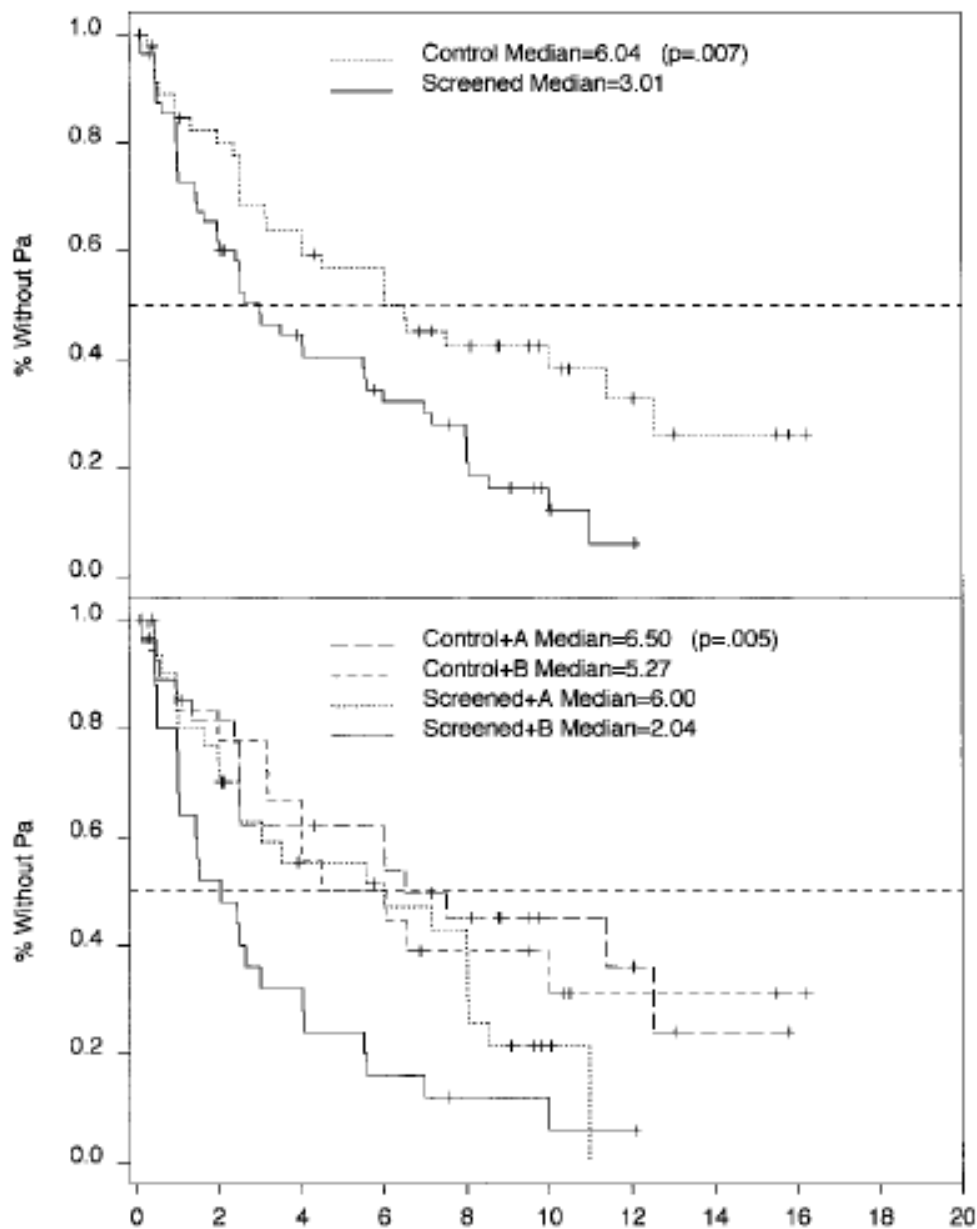 1.0
0.8
0.6
0.4
0.2
0.0
% Without Pa
Control Median=6.04 (p=.007)
Screened Median=3.01
1.0
0.8
0.6
0.4
0.2
0.0
% Without Pa
Control+A Median=6.50 (p=.005)
Control+B Median=5.27
Screened+A Median=6.00
Screened+B Median=2.04
0 2 4 6 8 10 12 14 16 18 20